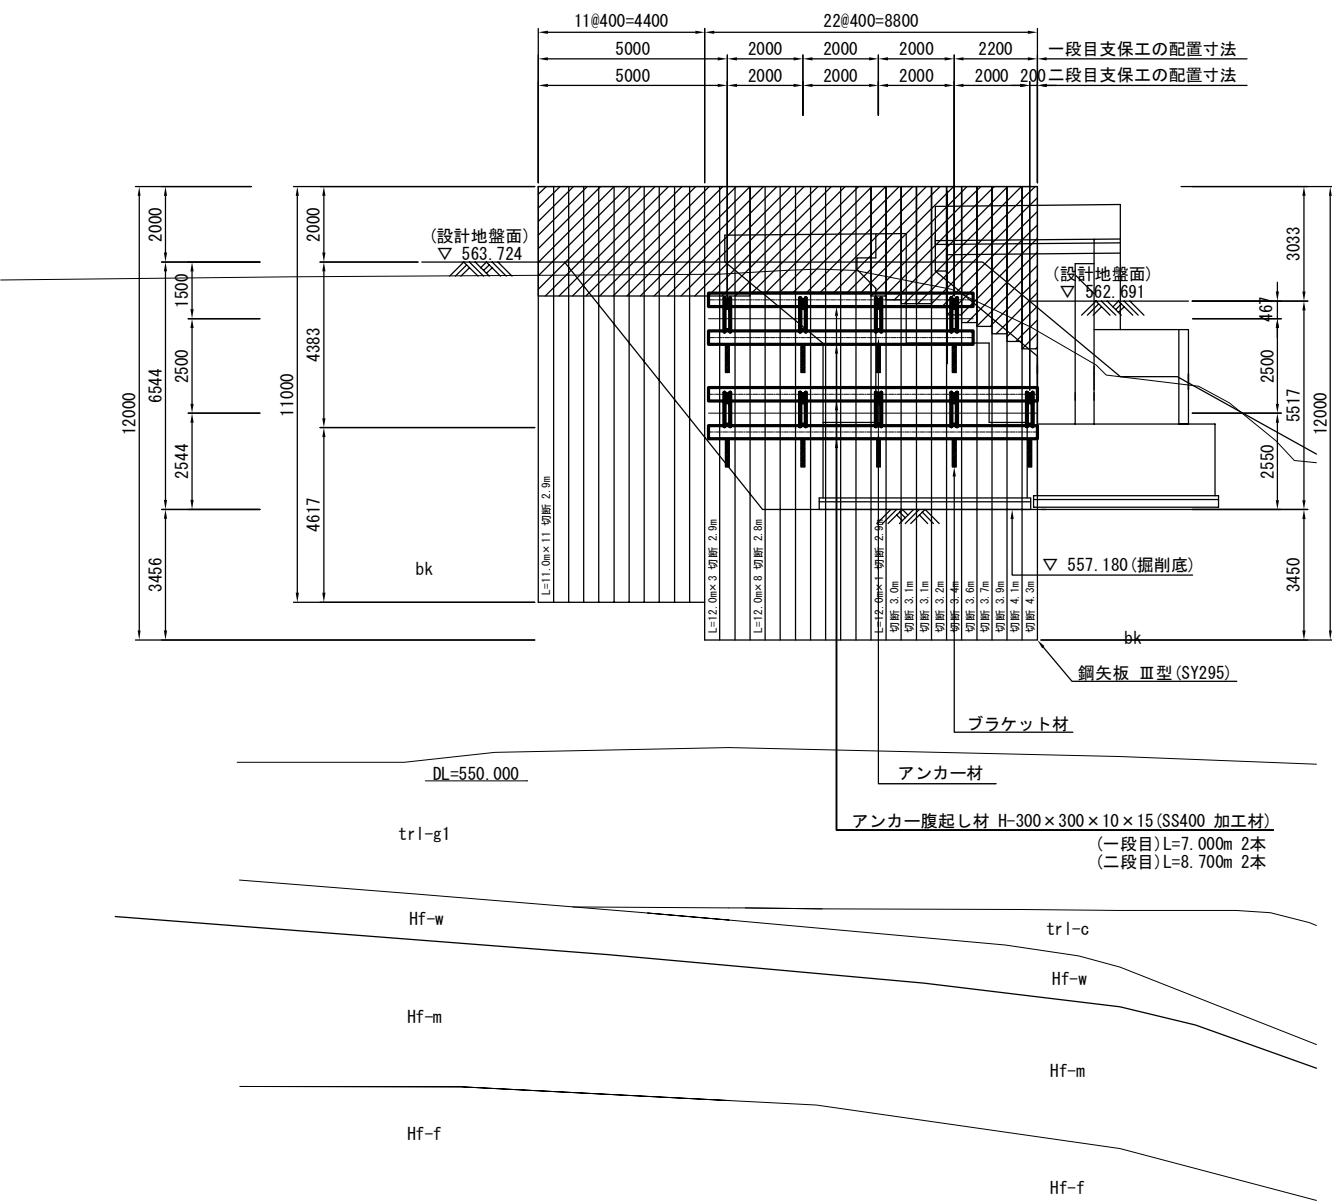 11@400=4400
22@400=8800
5000
2000
2000
2000
2200
一段目支保工の配置寸法
5000
2000
2000
2000
2000
200
二段目支保工の配置寸法
12000
2000
6544
3456
1500
2500
2544
11000
2000
4383
4617
(設計地盤面)
▽ 563.724
(設計地盤面)
▽ 562.691
3033
467
2500
5517
2550
3450
12000
L=11.0m×11 切断 2.9m
L=12.0m×3 切断 2.9m
L=12.0m×8 切断 2.8m
L=12.0m×1 切断 2.9m
切断 3.0m
切断 3.1m
切断 3.1m
切断 3.2m
切断 3.4m
切断 3.6m
切断 3.7m
切断 3.9m
切断 4.1m
切断 4.3m
▽ 557.180(掘削底)
bk
bk
鋼矢板 Ⅲ型(SY295)
ブラケット材
アンカー材
DL=550.000
アンカー腹起し材 H-300×300×10×15(SS400 加工材)
(一段目)L=7.000m 2本
(二段目)L=8.700m 2本
trl-g1
Hf-w
trl-c
Hf-w
Hf-m
Hf-m
Hf-f
Hf-f